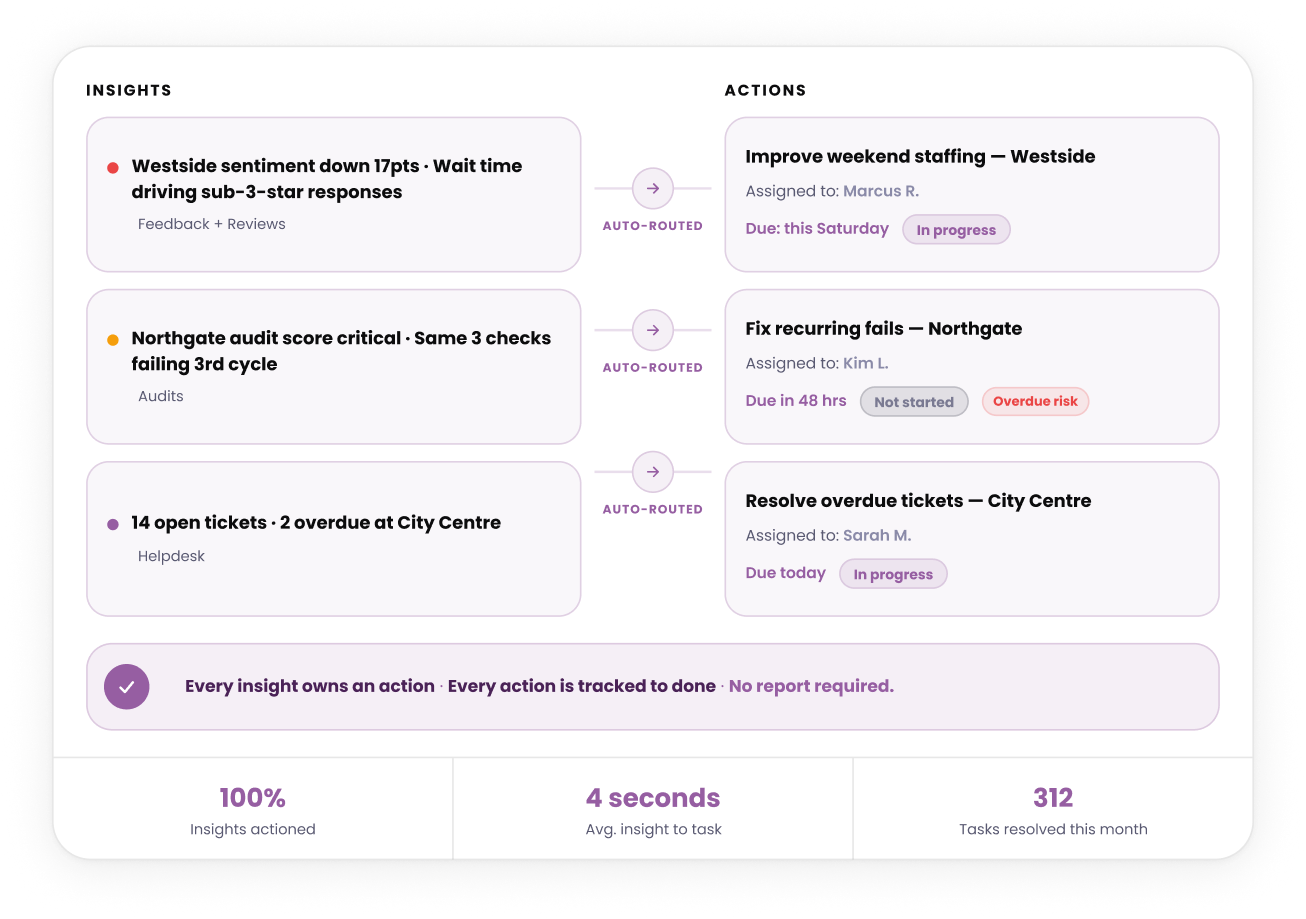 INSIGHTS
ACTIONS
Westside sentiment down 17pts · Wait time
driving sub-3-star responses
Feedback + Reviews
AUTO-ROUTED
Improve weekend staffing — Westside
Assigned to: Marcus R.
Due: this Saturday In progress
Northgate audit score critical · Same 3 checks
failing 3rd cycle
Audits
AUTO-ROUTED
Fix recurring fails — Northgate
Assigned to: Kim L.
Due in 48 hrs Not started Overdue risk
14 open tickets · 2 overdue at City Centre
Helpdesk
AUTO-ROUTED
Resolve overdue tickets — City Centre
Assigned to: Sarah M.
Due today In progress
Every insight owns an action · Every action is tracked to done · No report required.
100%
Insights actioned
4 seconds
Avg. insight to task
312
Tasks resolved this month